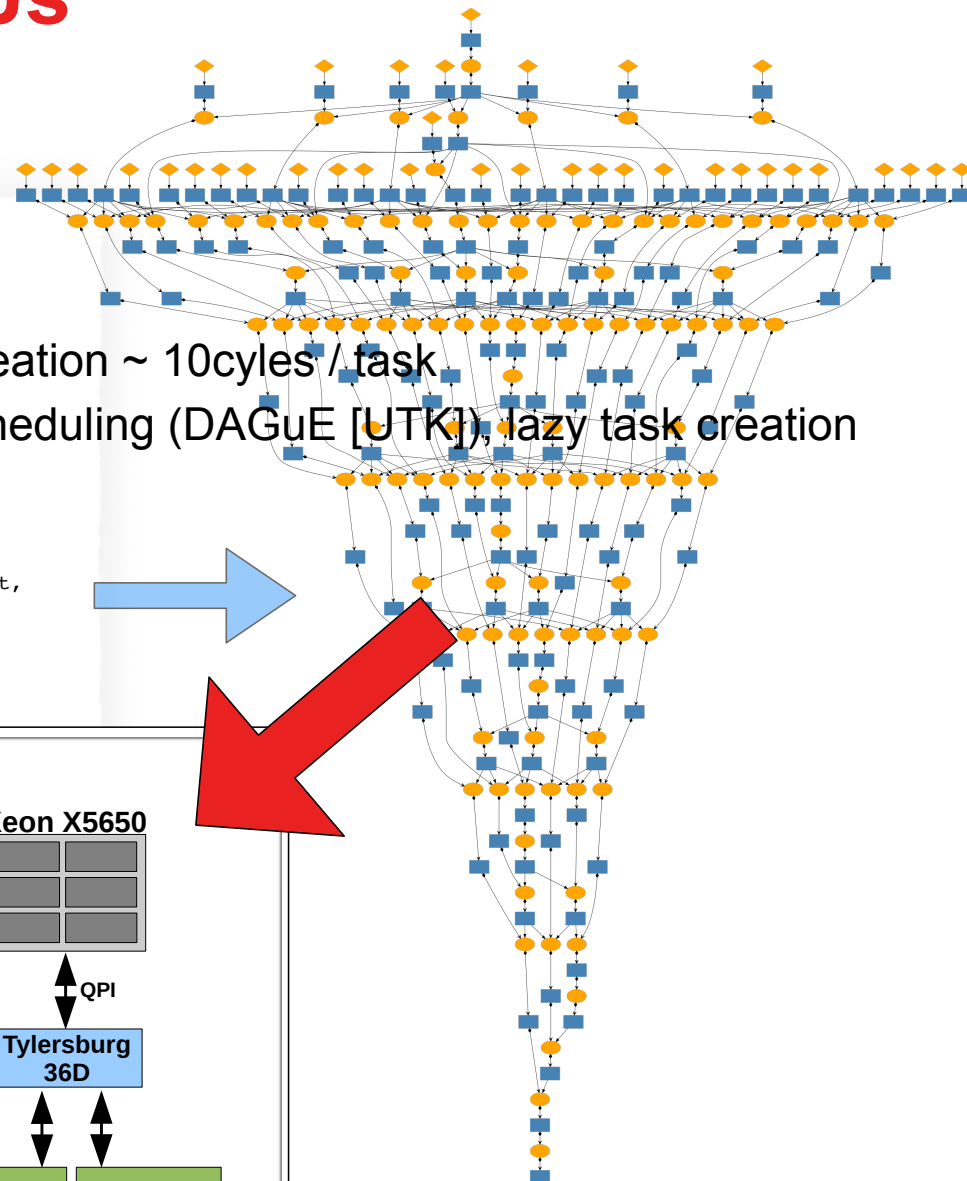 eation ~ 10cyles / task
heduling (DAGuE [UTK]), lazy task creation
t,
eon X5650
QPI
Tylersburg
36D